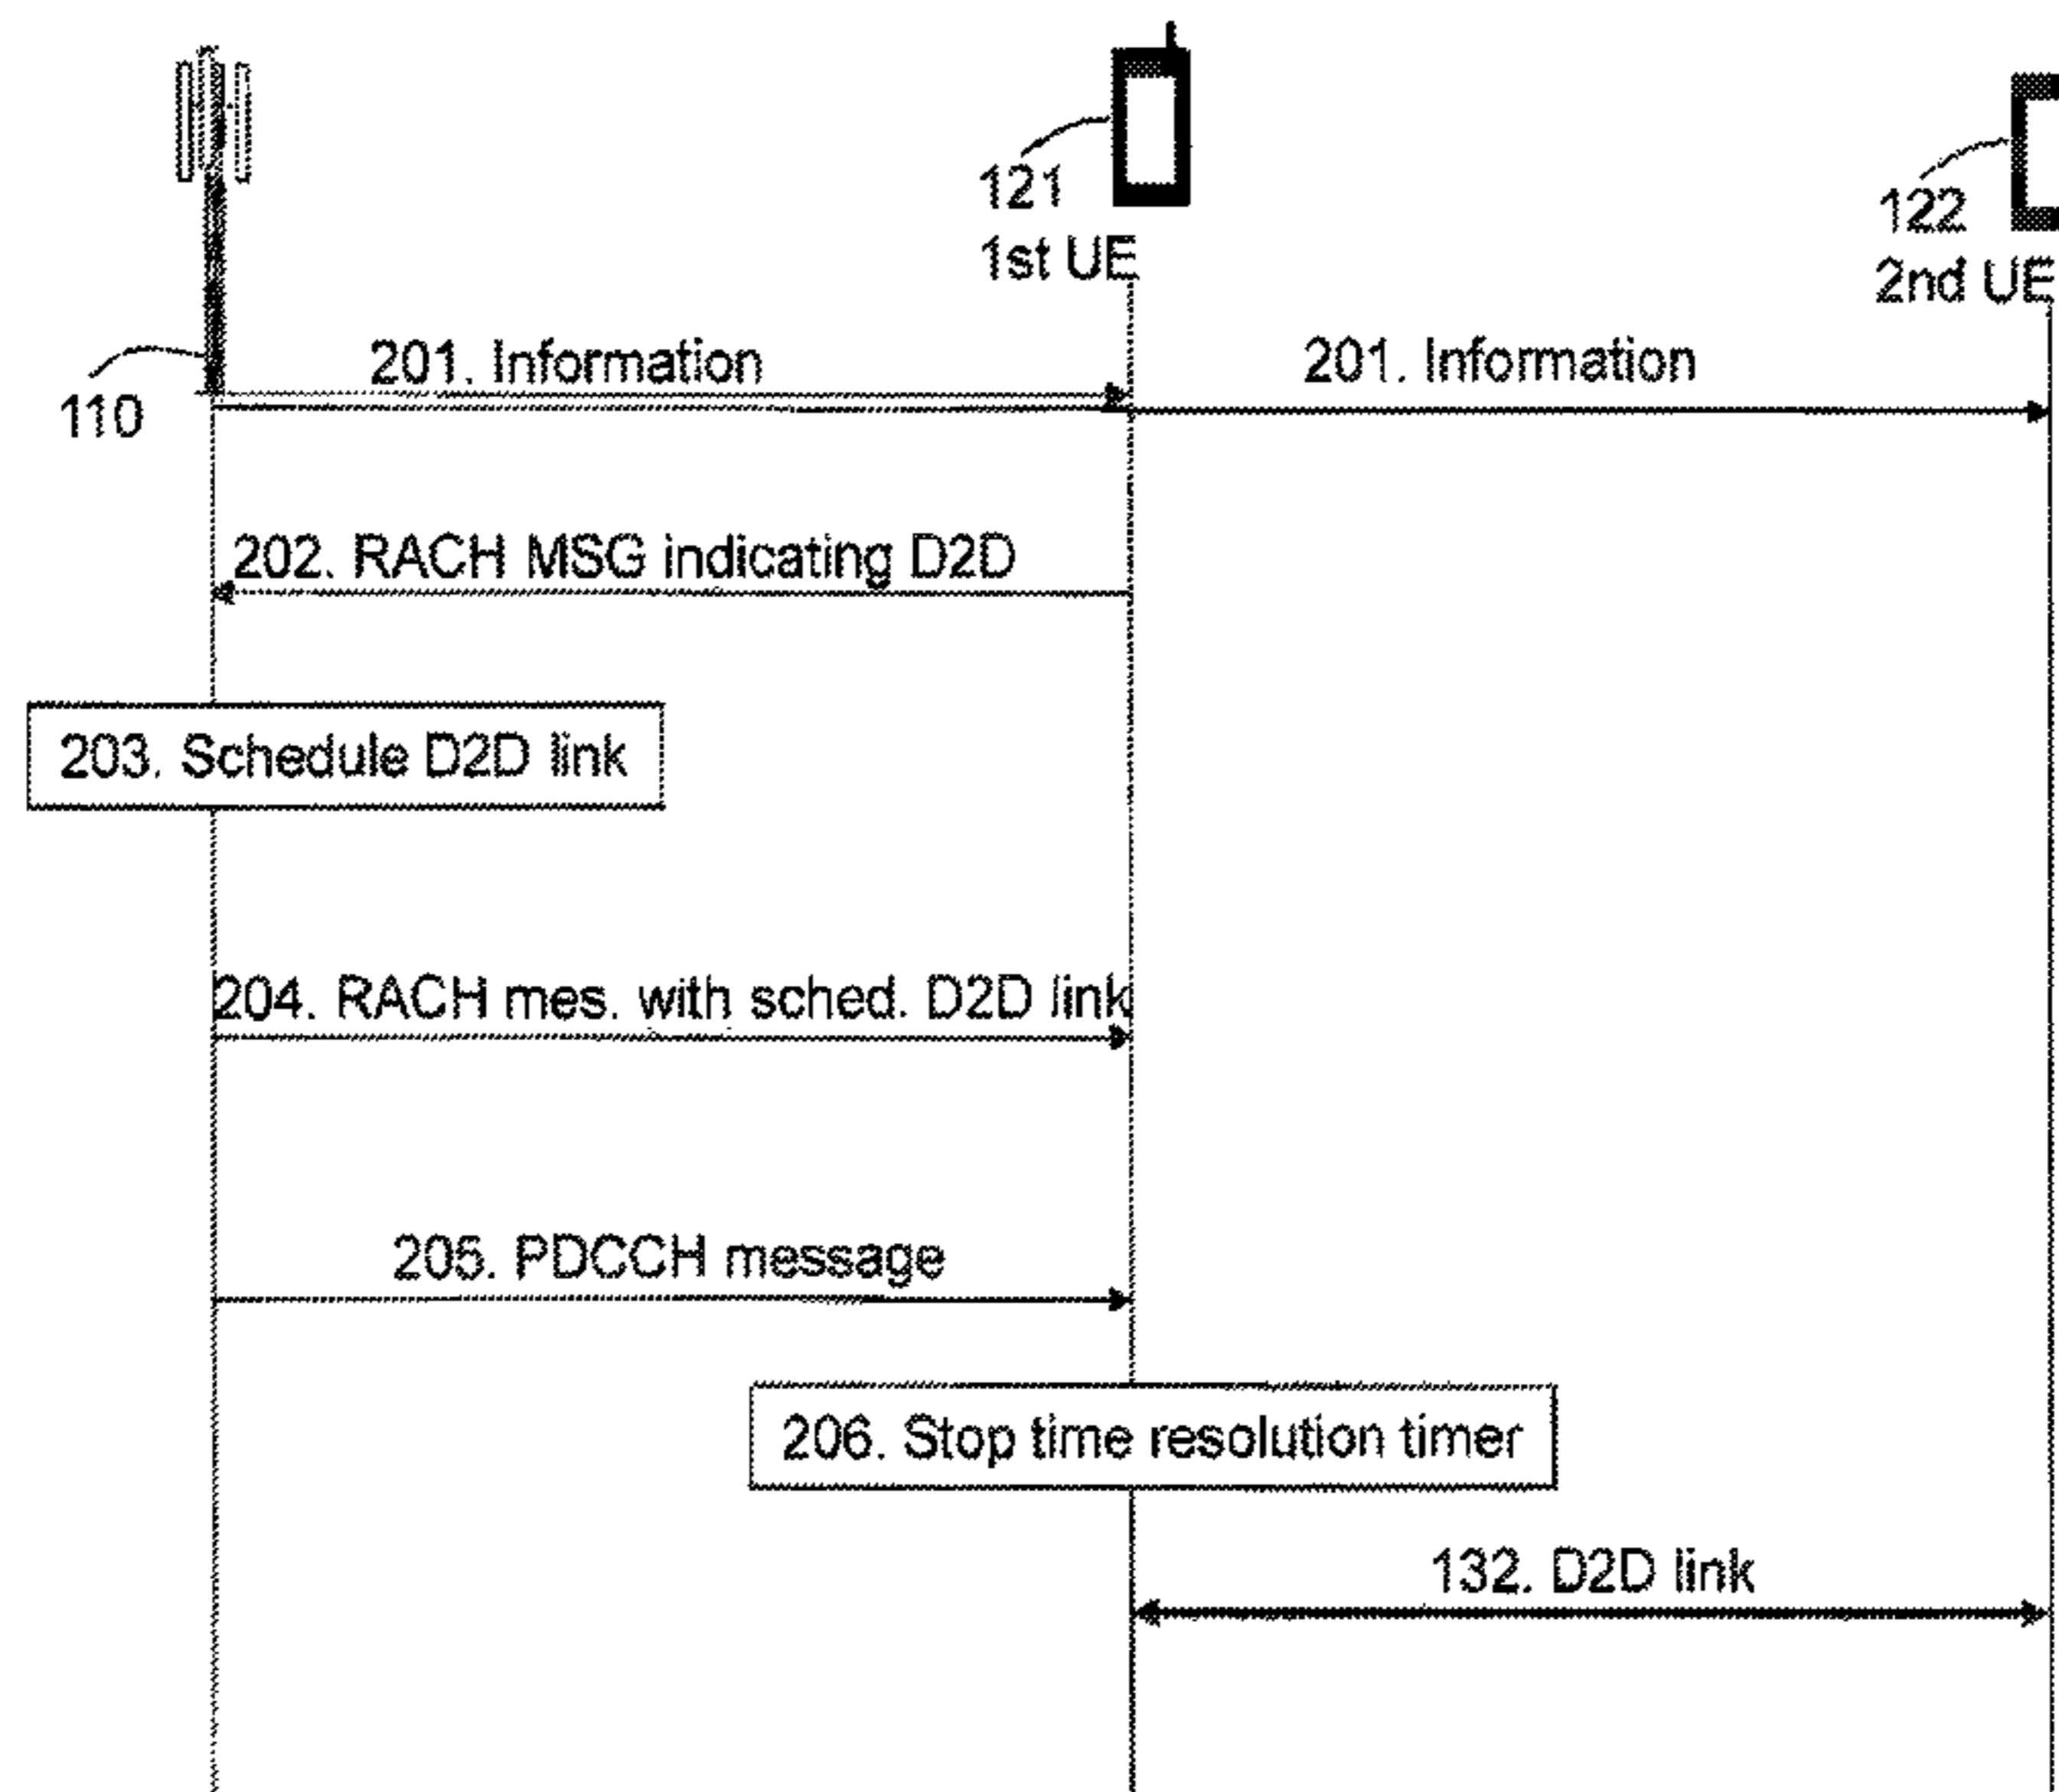 121
1st UE
122
2nd UE
201. Information
201. Information
110
202. RACH MSG indicating D2D
203. Schedule D2D link
204. RACH mes. with sched. D2D link
205. PDCCH message
206. Stop time resolution timer
132. D2D link